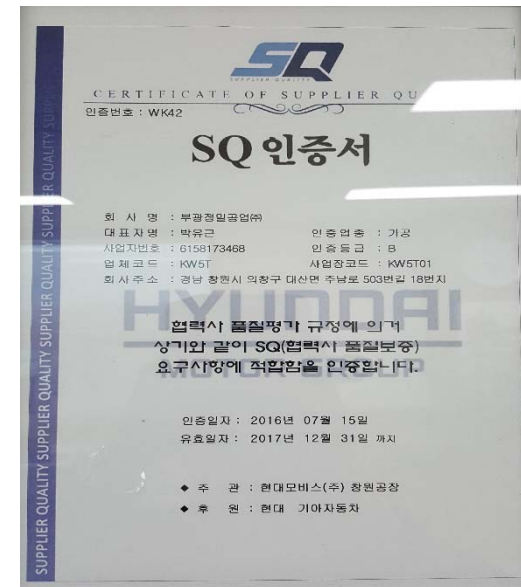 SQ
SUPPLIER QUALITY
CERTIFICATE OF SUPPLIER QU
인증번호 : WK42
SQ 인증서
회 사 명 : 부광정밀공업㈜
대표자명 : 박유근 인증업종 : 가공
사업자번호 : 6158173468 인증등급 : B
업체코드 : KW5T 사업장코드 : KW5T01
회사주소 : 경남 창원시 의창구 대산면 주남로 503번길 18번지
HYUNDAI
MOTOR GROUP
협력사 품질평가 규정에 의거
상기와 같이 SQ(협력사 품질보증)
요구사항에 적합함을 인증합니다.
인증일자 : 2016년 07월 15일
유효일자 : 2017년 12월 31일 까지
◆ 주 관 : 현대모비스(주) 창원공장
◆ 후 원 : 현대 기아자동차
SUPPLIER QUALITY SUPPLIER QUALITY SUPPLIER QUALITY SUPPLIER QUALITY